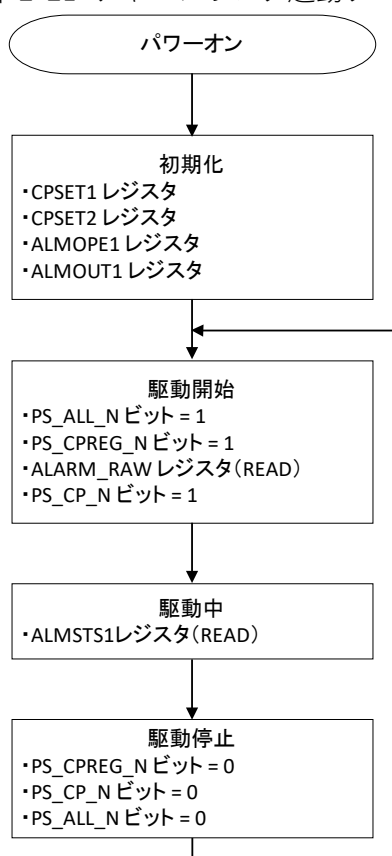 パワーオン
初期化
・CPSET1 レジスタ
・CPSET2 レジスタ
・ALMOPE1 レジスタ
・ALMOUT1 レジスタ
駆動開始
・PS_ALL_N ビット = 1
・PS_CPREG_N ビット = 1
・ALARM_RAW レジスタ（READ）
・PS_CP_N ビット = 1
駆動中
・ALMSTS1レジスタ（READ）
駆動停止
・PS_CPREG_N ビット = 0
・PS_CP_N ビット = 0
・PS_ALL_N ビット = 0